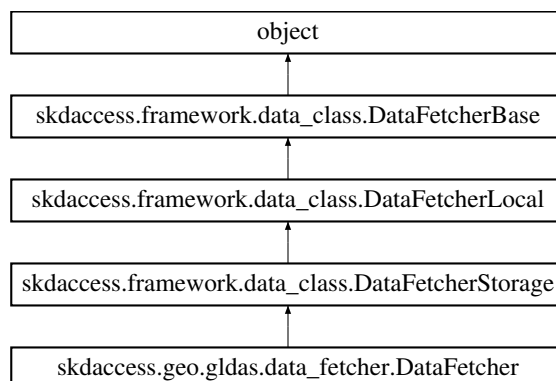 object
skdaccess.framework.data_class.DataFetcherBase
skdaccess.framework.data_class.DataFetcherLocal
skdaccess.framework.data_class.DataFetcherStorage
skdaccess.geo.gldas.data_fetcher.DataFetcher